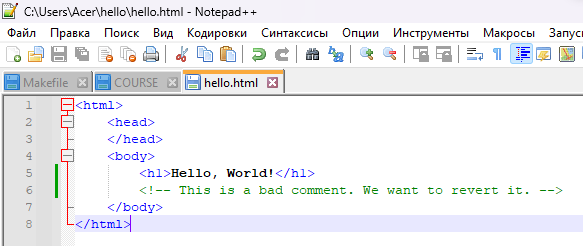 C:\Users\Acer\hello\hello.html - Notepad++
Файл Правка Поиск Вид Кодировки Синтаксисы Опции Инструменты Макросы
Makefile COURSE hello.html
1 <html>
2 <head>
3 </head>
4 <body>
5 <h1>Hello, World!</h1>
6 <!-- This is a bad comment. We want to revert it. -->
7 </body>
8 </html>